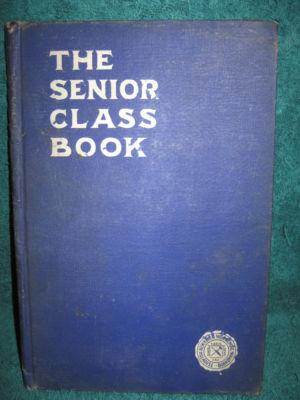 THE
SENIOR
CLASS
BOOK